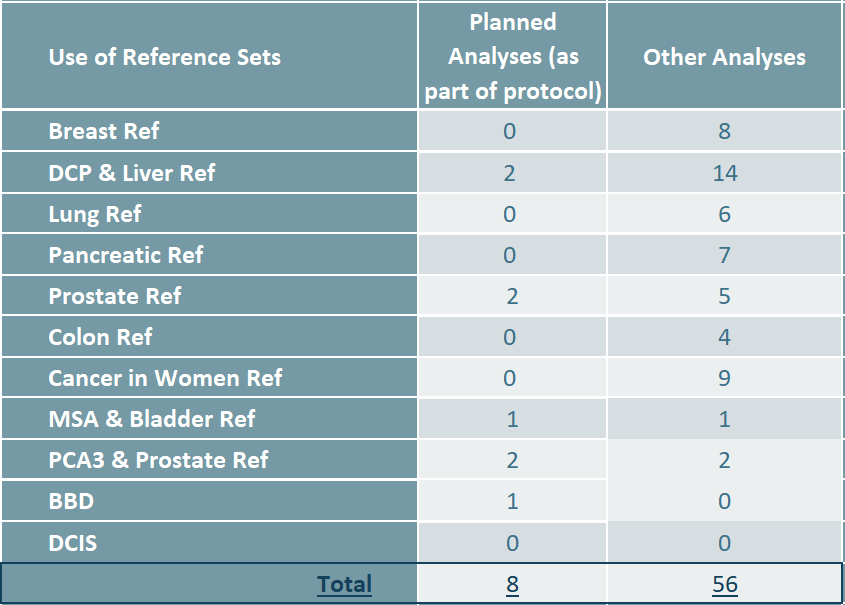 Use of Reference Sets Planned Analyses (as part of protocol) Other Analyses
Breast Ref 0 8
DCP & Liver Ref 2 14
Lung Ref 0 6
Pancreatic Ref 0 7
Prostate Ref 2 5
Colon Ref 0 4
Cancer in Women Ref 0 9
MSA & Bladder Ref 1 1
PCA3 & Prostate Ref 2 2
BBD 1 0
DCIS 0 0
Total 8 56